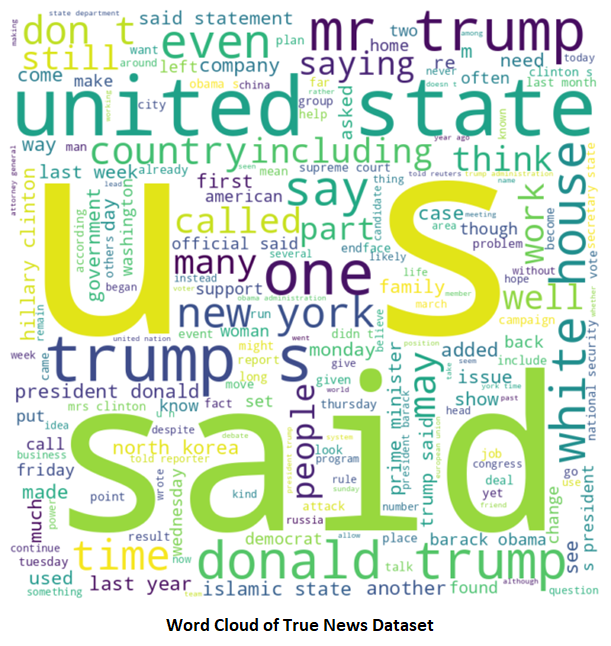 making state department want plan around among today
don t said statement two mr trump
still even home m need never clinton s
come make left company saying re often far rather doesn t last month
obama s china working
united state
city group help known year ago
way man country including asked think
attorney general last week already mean supreme court thing told reuters trump administration name secretary state
lead seen first american say candidate meeting
hillary clinton according others day government washington called part case area though become vote
official said several endface likely problem without whether
u s
began instead many one life hope white house
voter support obama administration family work well
remain new york march member campaign national security
event run woman didn t believe
week came united nation might report monday added back include
trump s went position take seem york time
president donald move long give given prime minister president barack issue show past
put idea mrs clinton know fact set thursday world may
call north korea despite debate look people trump said head
business told reporter president trump system program european union job congress go use
friday wrote kind sunday rule number deal yet friend
said
made point attack change
much power wednesday russia
continue result democrat place barack obama see s president
tuesday time now allow donald trump talk although
used last year islamic state another found question
something team
Word Cloud of True News Dataset